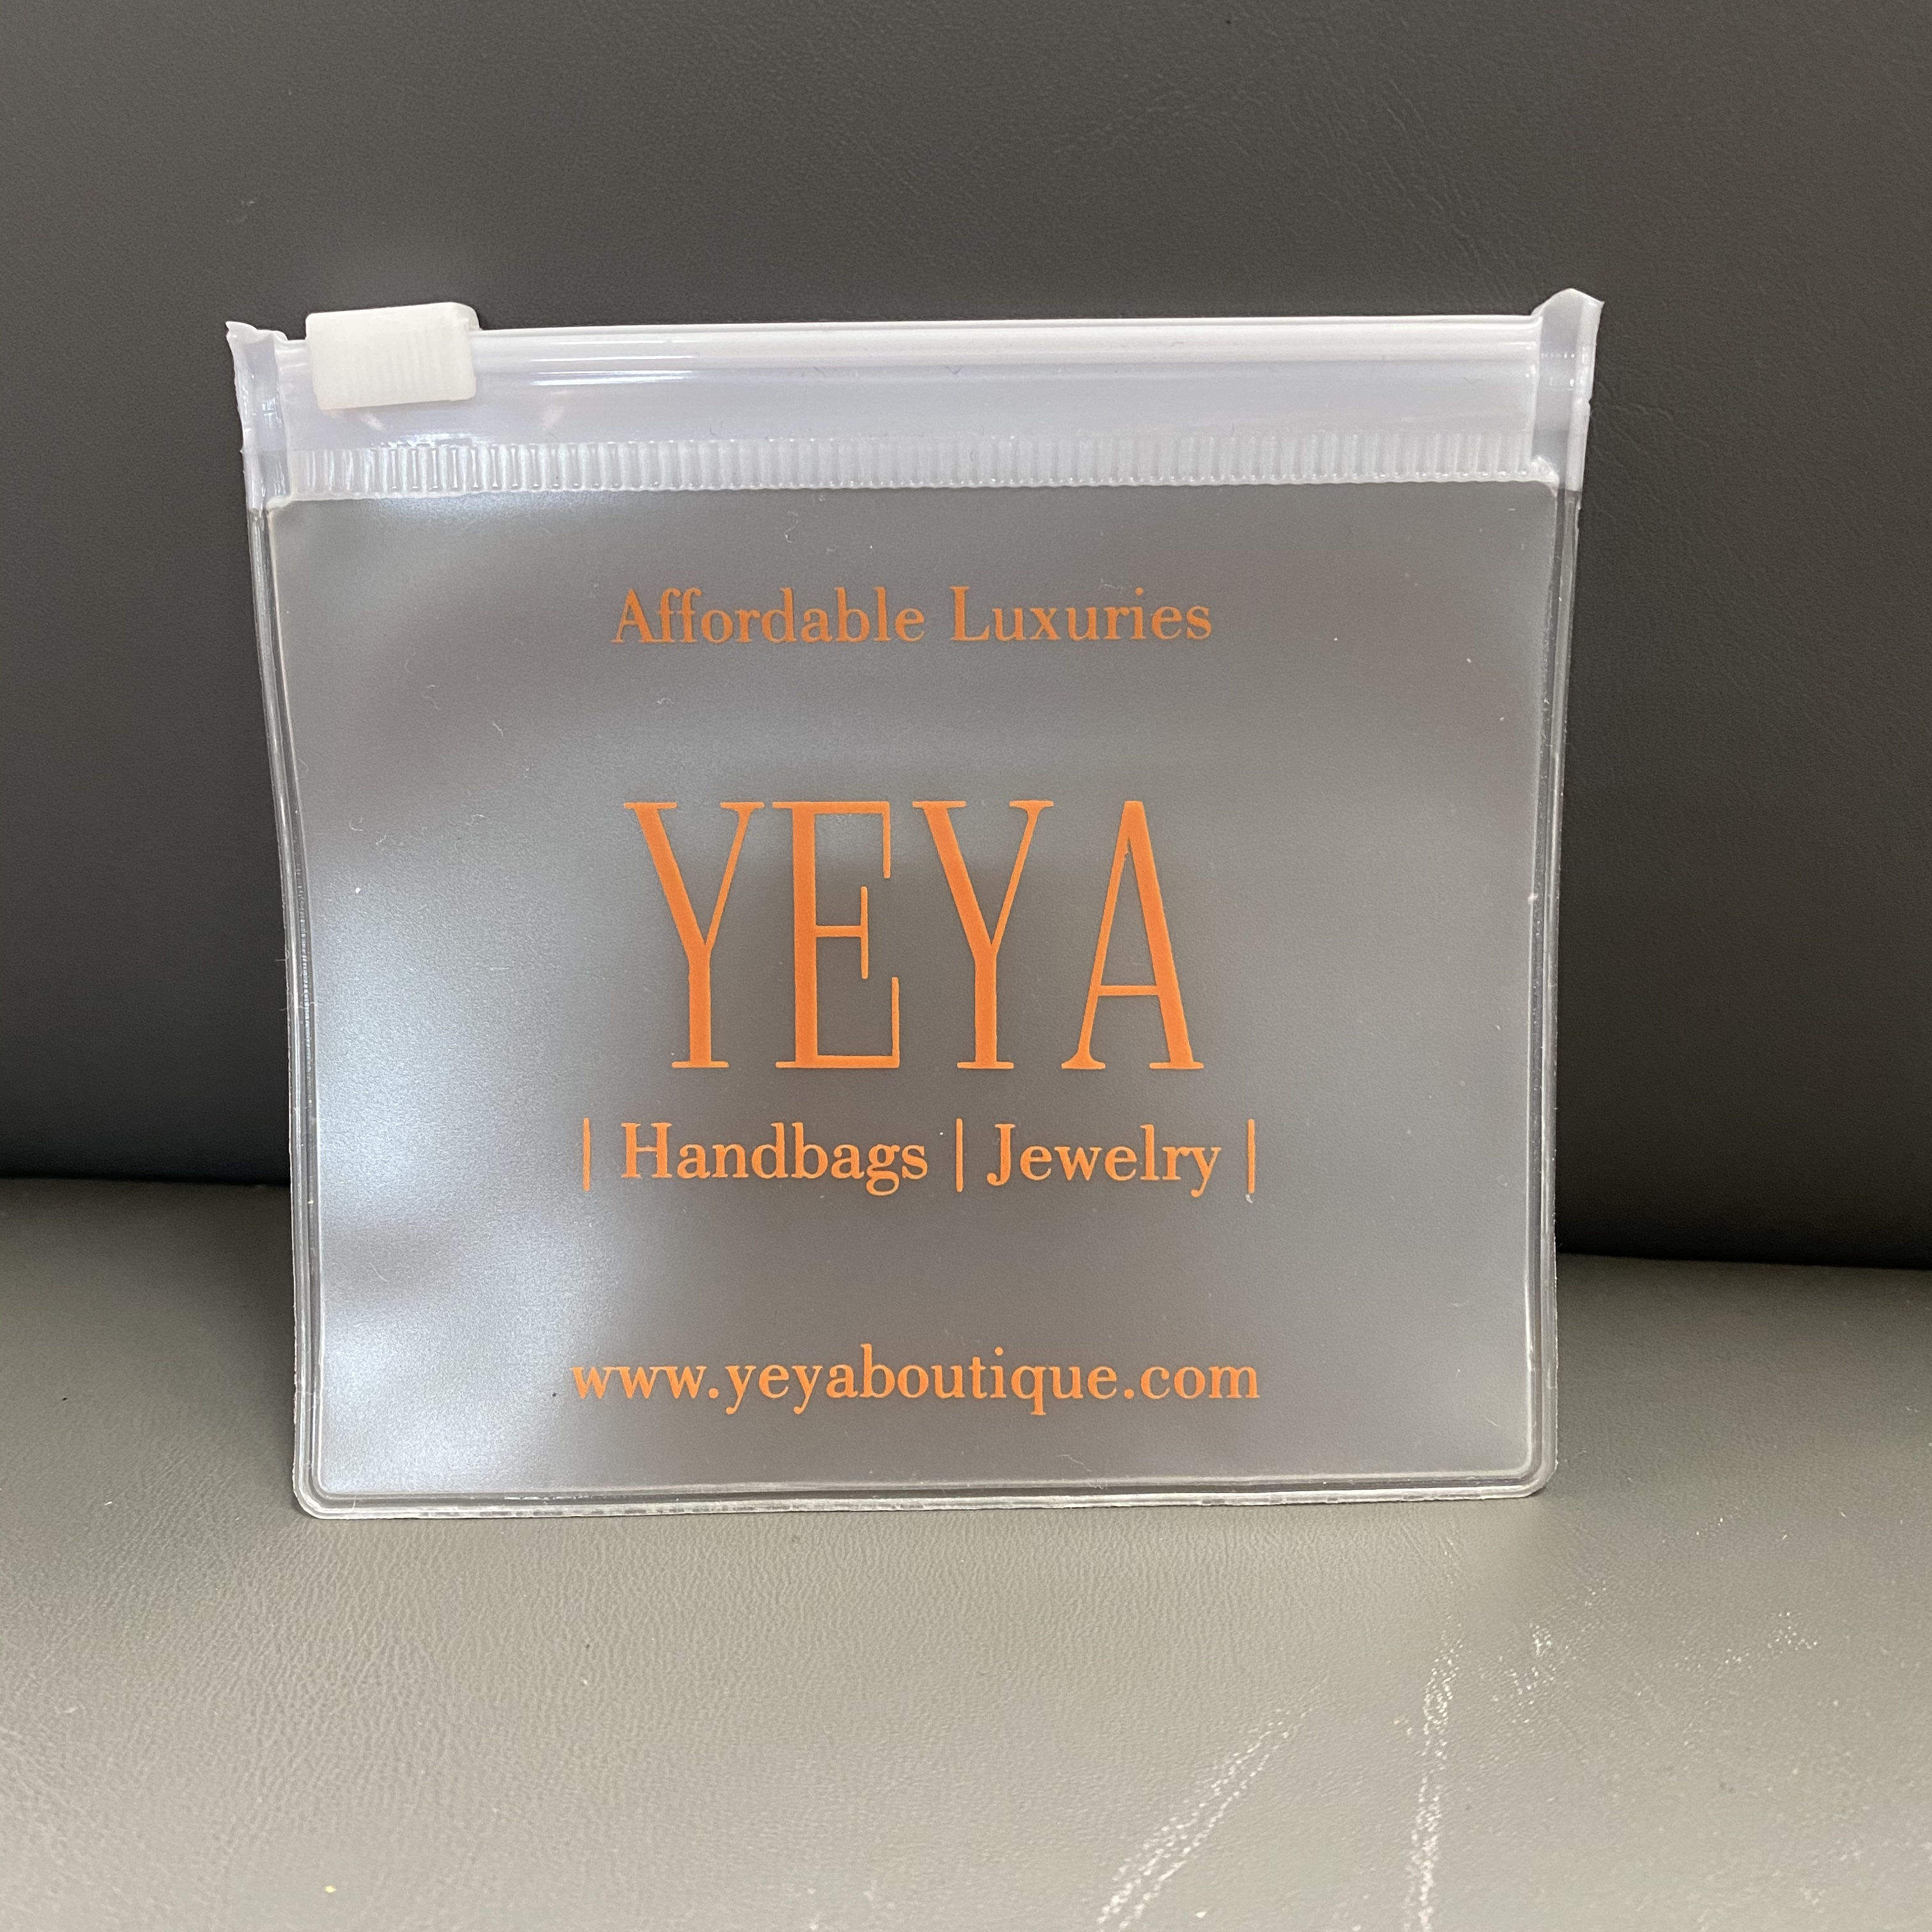 Affordable Luxuries
YEYA
| Handbags | Jewelry |
www.yeyaboutique.com